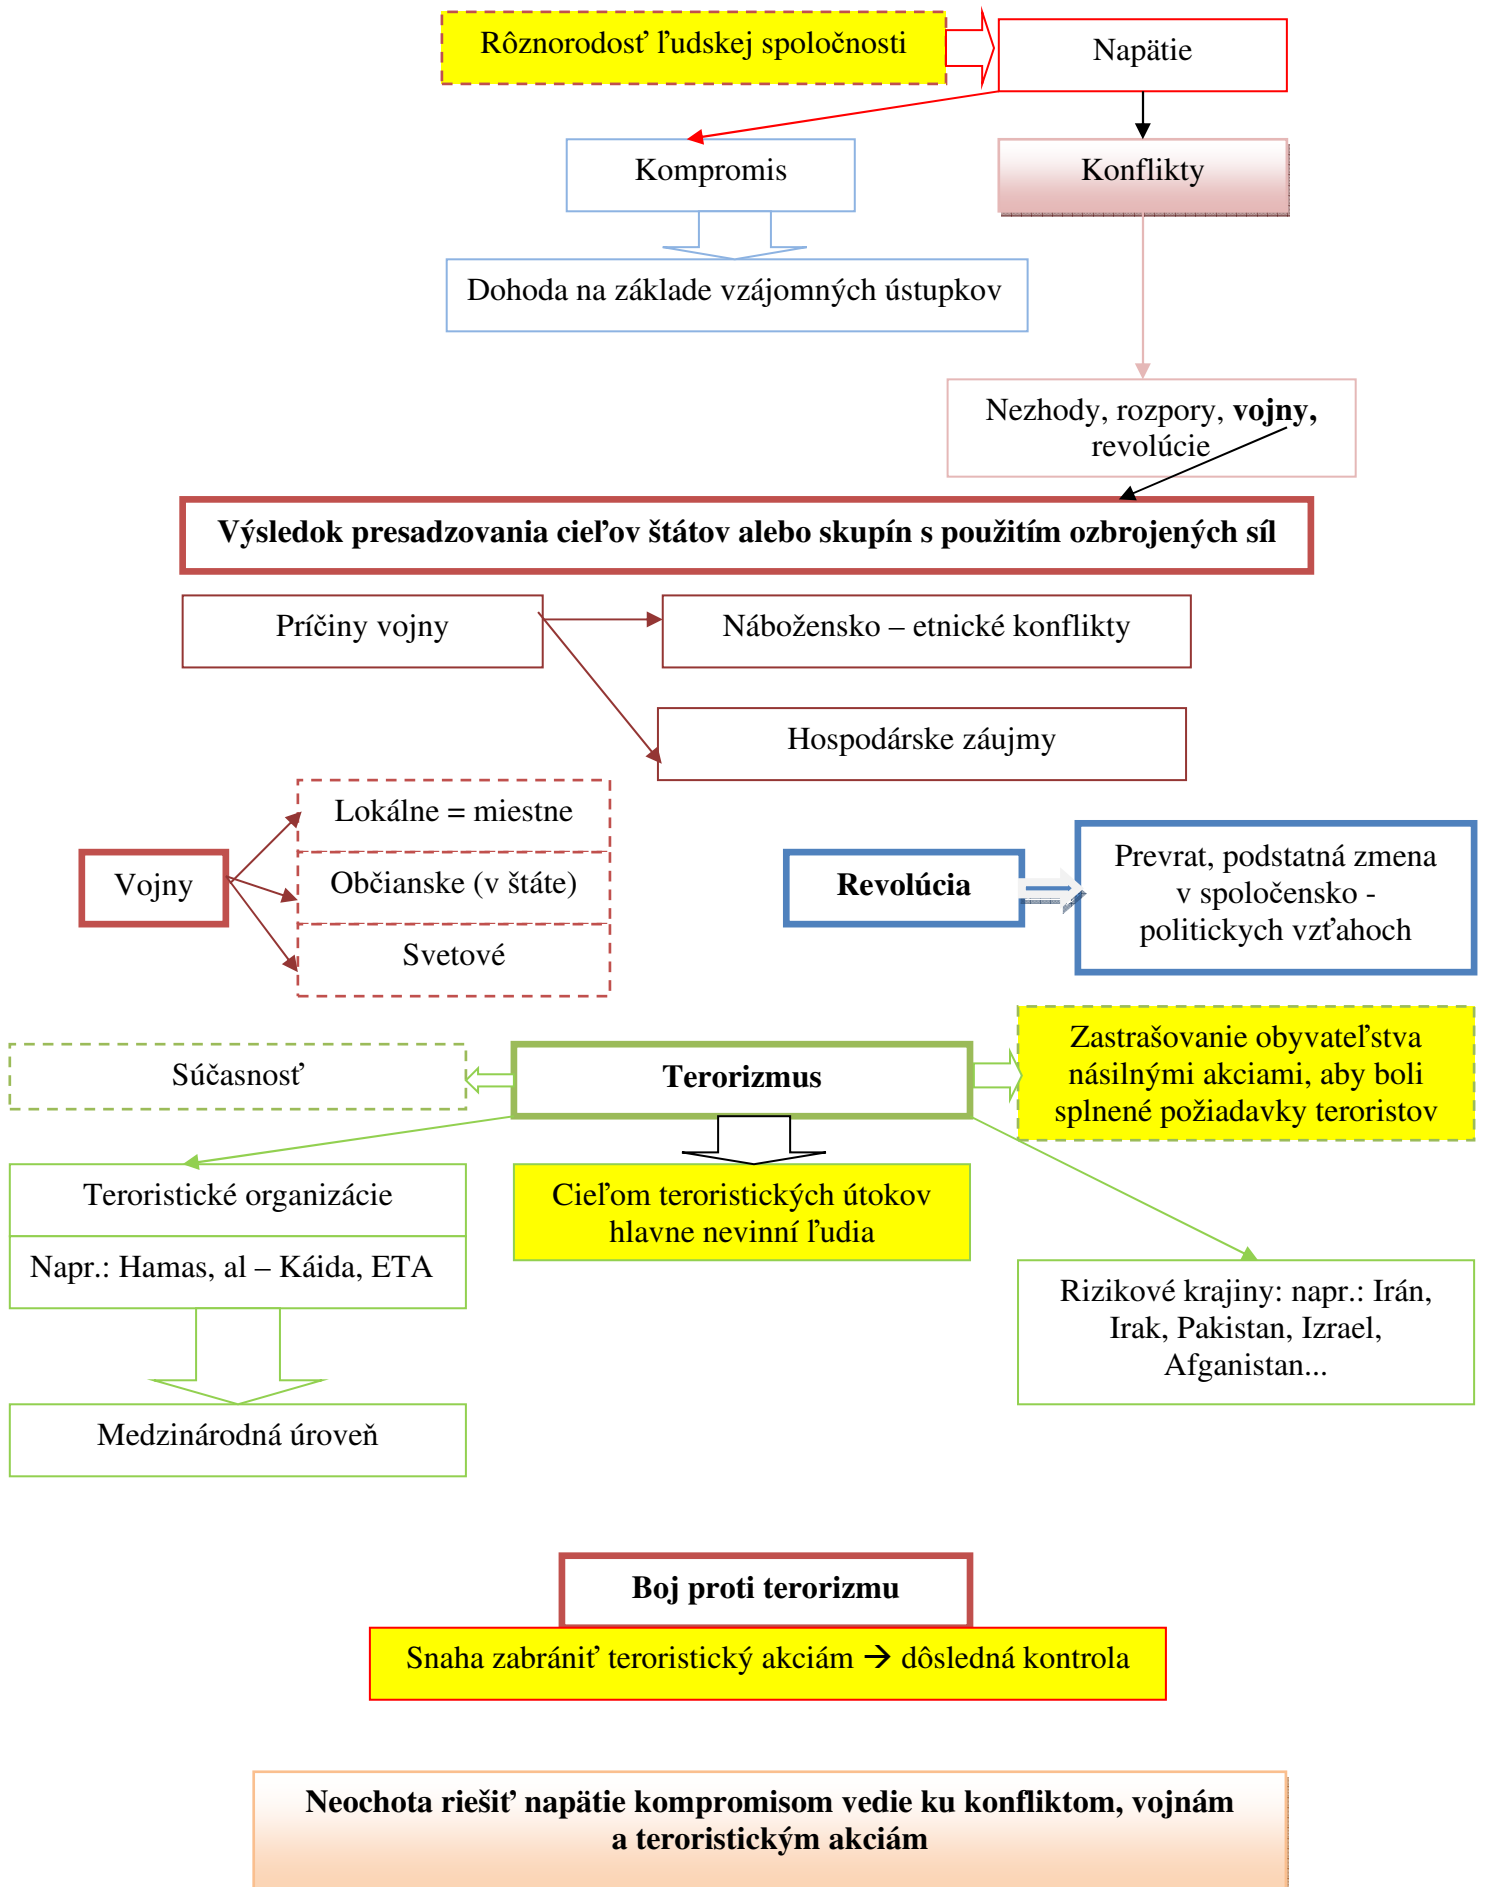 Rôznorodosť ľudskej spoločnosti
Napätie
Kompromis
Konflikty
Dohoda na základe vzájomných ústupkov
Nezhody, rozpory, vojny,
revolúcie
Výsledok presadzovania cieľov štátov alebo skupín s použitím ozbrojených síl
Príčiny vojny
Nábožensko – etnické konflikty
Hospodárske záujmy
Vojny
Lokálne = miestne
Občianske (v štáte)
Svetové
Revolúcia
Prevrat, podstatná zmena
v spoločensko -
politickych vzťahoch
Súčasnosť
Terorizmus
Zastrašovanie obyvateľstva
násilnými akciami, aby boli
splnené požiadavky teroristov
Teroristické organizácie
Napr.: Hamas, al – Káida, ETA
Cieľom teroristických útokov
hlavne nevinní ľudia
Rizikové krajiny: napr.: Irán,
Irak, Pakistan, Izrael,
Afganistan...
Medzinárodná úroveň
Boj proti terorizmu
Snaha zabrániť teroristický akciám → dôsledná kontrola
Neochota riešiť napätie kompromisom vedie ku konfliktom, vojnám
a teroristickým akciám